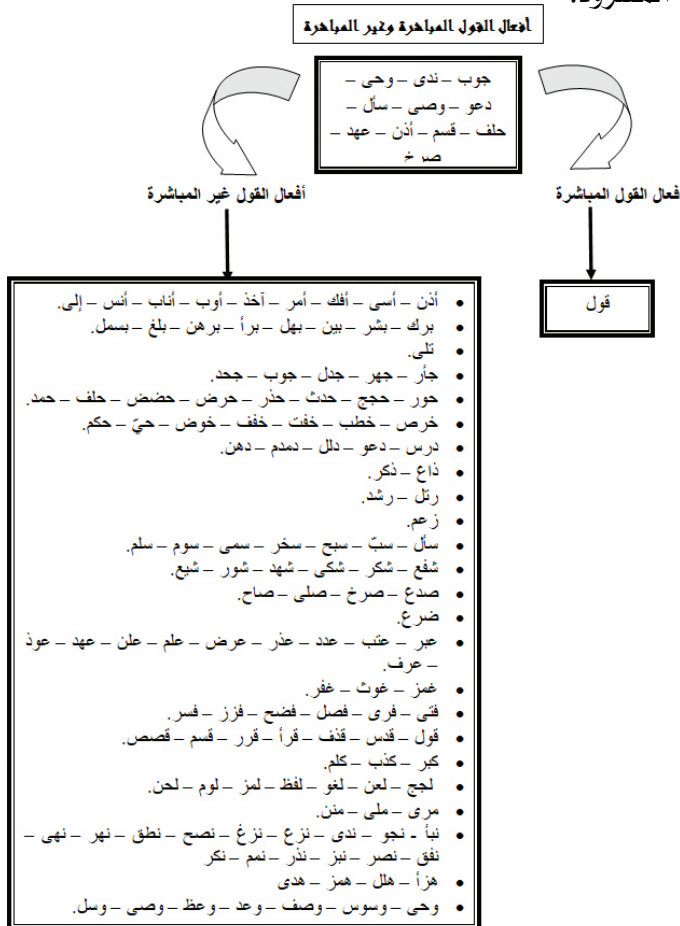 المسرود.
أفعال القول المباشرة وغير المباشرة
جوب – ندى – وحى –
دعو – وصى – سأل –
حلف – قسم – أذن – عهد –
صرخ
فعال القول المباشرة
أفعال القول غير المباشرة
قول
• أذن – أسى – أفك – أمر – آخذ – أوب – أناب – أنس – إلى.
• برك – بشر – بين – بهل – برأ – برهن – بلغ – بسمل.
• تلى.
• جأر – جهر – جدل – جوب – جحد.
• حور – حجج – حدث – حذر – حرض – حضض – حلف – حمد.
• خرص – خطب – خفت – خفف – خوض – حيّ – حكم.
• درس – دعو – دلل – دمدم – دهن.
• ذاع – ذكر.
• رتل – رشد.
• زعم.
• سأل – سبّ – سبح – سخر – سمى – سوم – سلم.
• شفع – شكر – شكى – شهد – شور – شيع.
• صدع – صرخ – صلى – صاح.
• ضرع.
• عبر – عتب – عدد – عذر – عرض – علم – علن – عهد – عوذ
– عرف.
• غمز – غوث – غفر.
• فتى – فرى – فصل – فضح – فزز – فسر.
• قول – قدس – قذف – قرأ – قرر – قسم – قصص.
• كبر – كذب – كلم.
• لجج – لعن – لغو – لفظ – لمز – لوم – لحن.
• مرى – ملى – منن.
• نبأ - نجو – ندى – نزع – نزغ – نصح – نطق – نهر – نهى –
نفق – نصر – نبز – نذر – نمم – نكر
• هزأ – هلل – همز – هدى
• وحى – وسوس – وصف – وعد – وعظ – وصى – وسل.